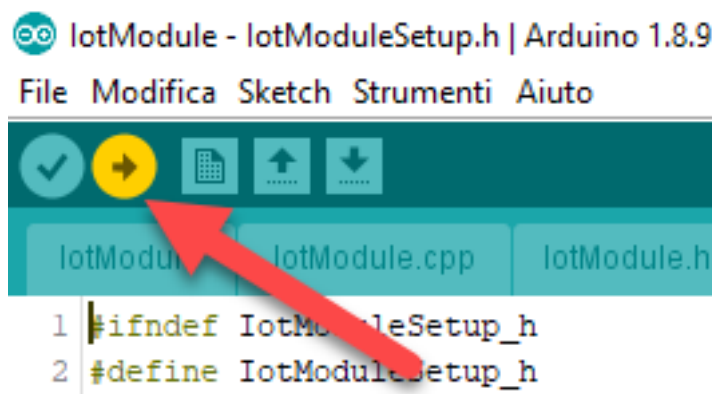 IotModule - IotModuleSetup.h | Arduino 1.8.9
File Modifica Sketch Strumenti Aiuto
IotModule.cpp IotModule.h
1 #ifndef IotModuleSetup_h
2 #define IotModuleSetup_h